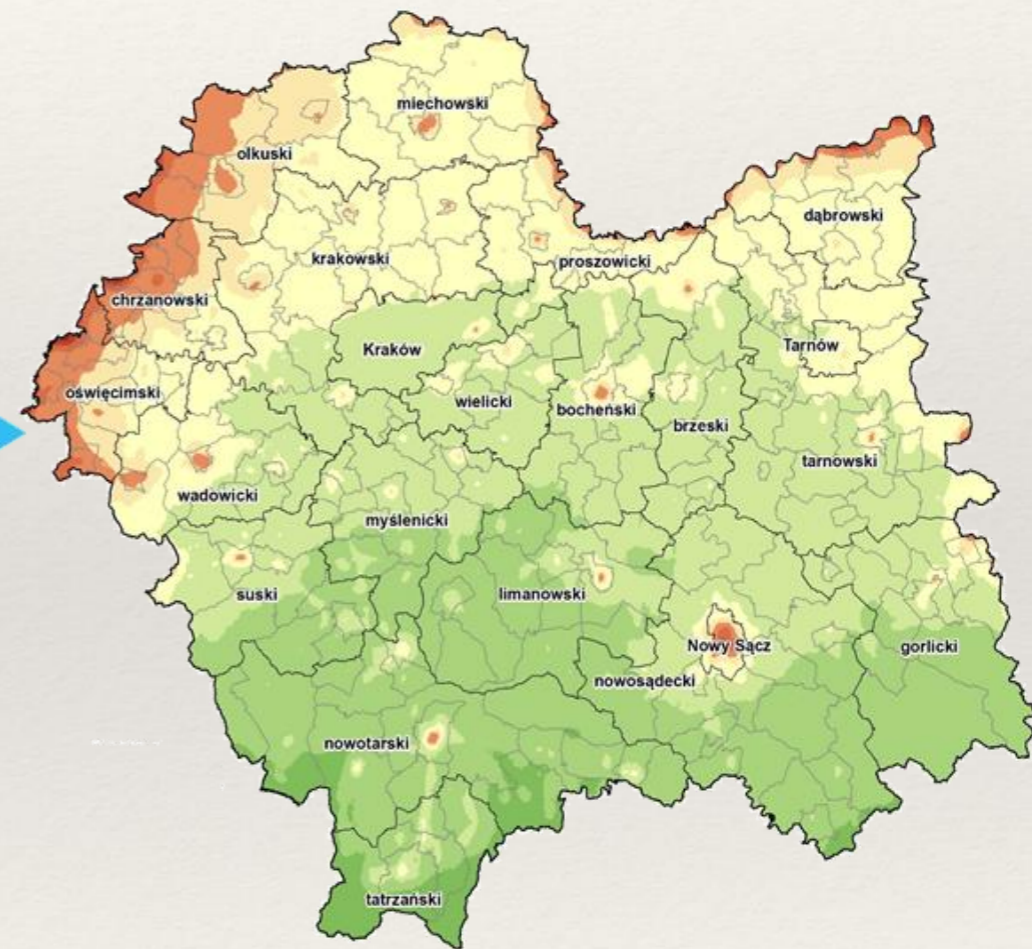 miechowski
olkuski
dąbrowski
krakowski
proszowicki
chrzanowski
Kraków
Tarnów
oświęcimski
wielicki
bocheński
brzeski
tarnowski
wadowicki
myślenicki
suski
limanowski
Nowy Sącz
gorlicki
nowosądecki
nowotarski
tatrzański